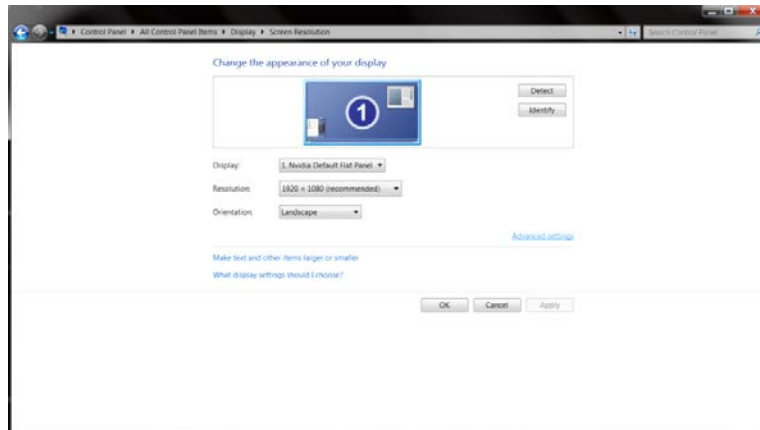 Control Panel ▸ All Control Panel Items ▸ Display ▸ Screen Resolution
Search Control Panel
Change the appearance of your display
1
Detect
Identify
Display:
1. Nvidia Default Flat Panel
Resolution:
1920 × 1080 (recommended)
Orientation:
Landscape
Advanced settings
Make text and other items larger or smaller
What display settings should I choose?
OK Cancel Apply